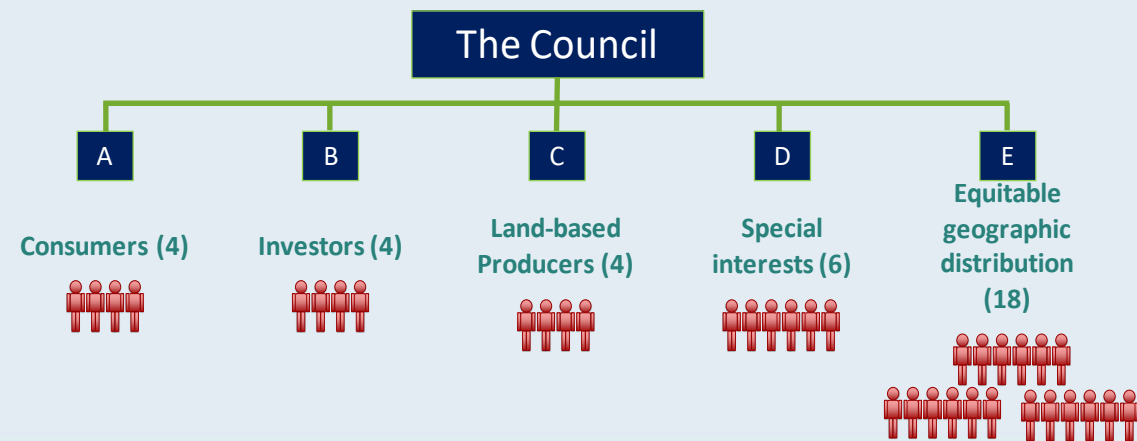 The Council
A
B
C
D
E
Consumers (4)
Investors (4)
Land-based
Producers (4)
Special
interests (6)
Equitable
geographic
distribution
(18)